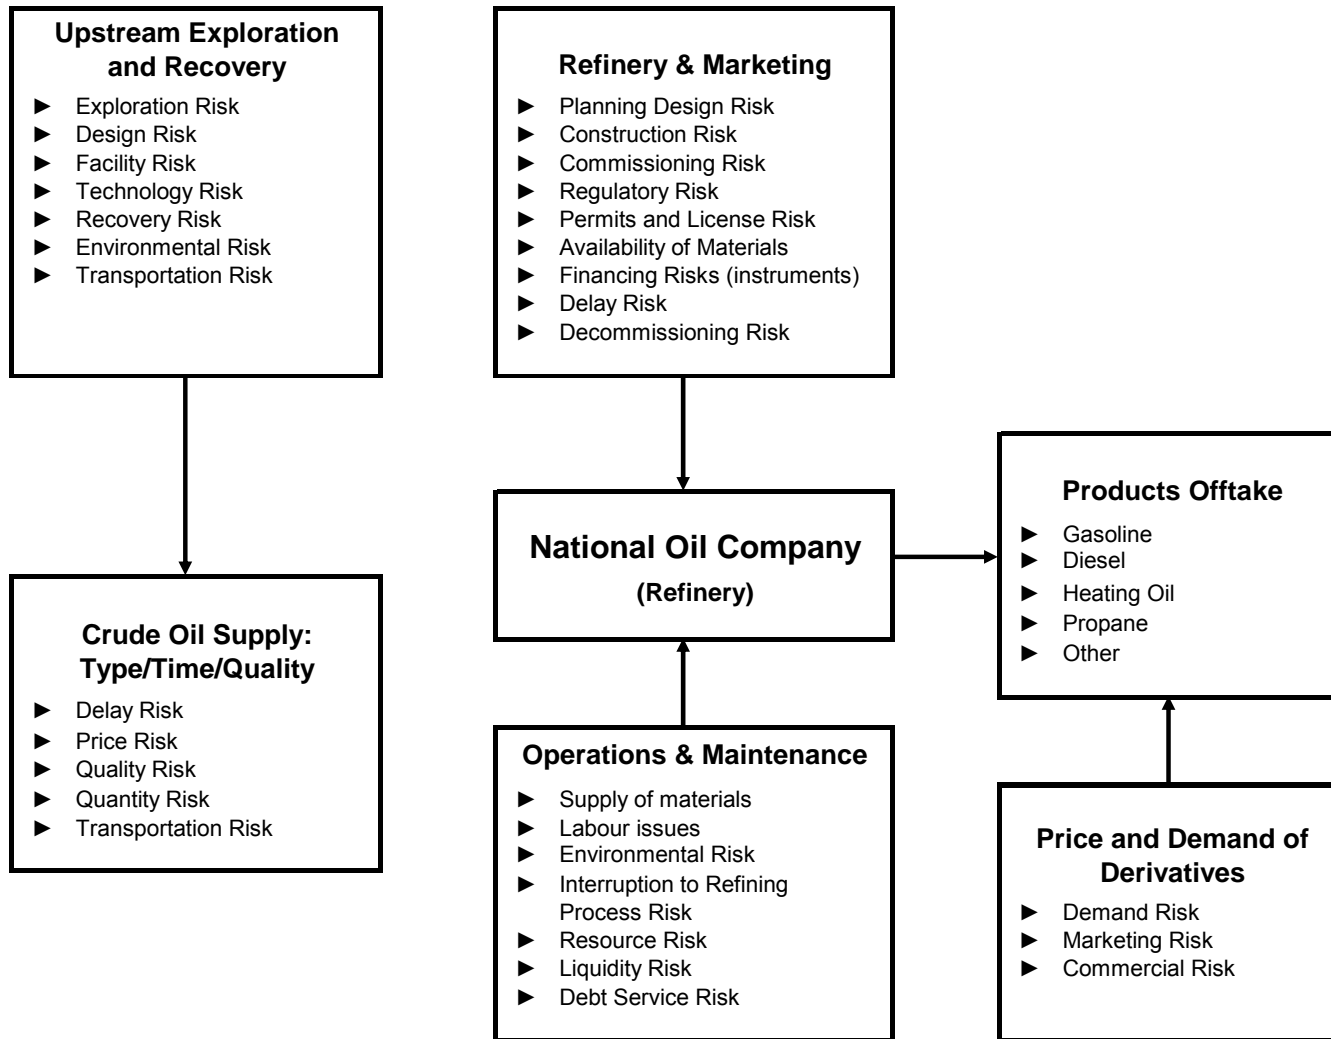 Upstream Exploration
and Recovery
► Exploration Risk
► Design Risk
► Facility Risk
► Technology Risk
► Recovery Risk
► Environmental Risk
► Transportation Risk
Refinery & Marketing
► Planning Design Risk
► Construction Risk
► Commissioning Risk
► Regulatory Risk
► Permits and License Risk
► Availability of Materials
► Financing Risks (instruments)
► Delay Risk
► Decommissioning Risk
Crude Oil Supply:
Type/Time/Quality
► Delay Risk
► Price Risk
► Quality Risk
► Quantity Risk
► Transportation Risk
National Oil Company
(Refinery)
Products Offtake
► Gasoline
► Diesel
► Heating Oil
► Propane
► Other
Operations & Maintenance
► Supply of materials
► Labour issues
► Environmental Risk
► Interruption to Refining
Process Risk
► Resource Risk
► Liquidity Risk
► Debt Service Risk
Price and Demand of
Derivatives
► Demand Risk
► Marketing Risk
► Commercial Risk